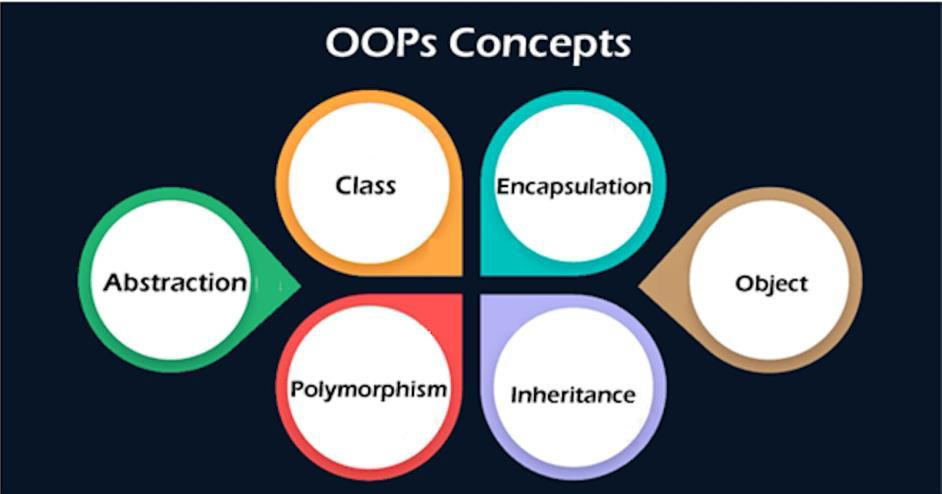 OOPs Concepts
Class
Encapsulation
Abstraction
Object
Polymorphism
Inheritance